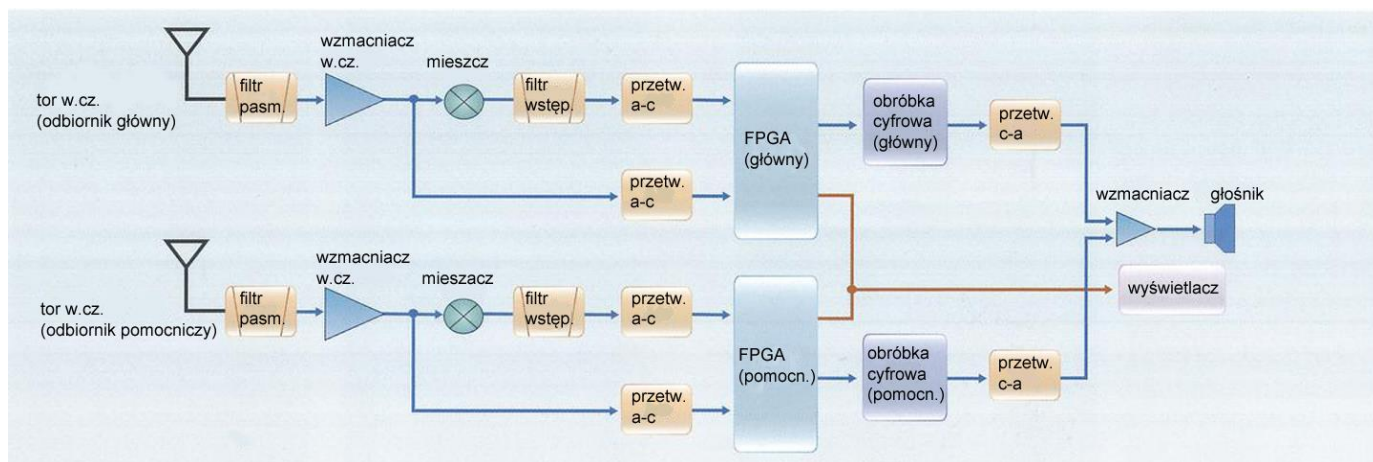 wzmacniacz
w.cz.
mieszcz
filtr
pasm.
filtr
wstęp.
przetw.
a-c
tor w.cz.
(odbiornik główny)
FPGA
(główny)
obróbka
cyfrowa
(główny)
przetw.
c-a
przetw.
a-c
wzmacniacz
głośnik
wzmacniacz
w.cz.
mieszacz
filtr
pasm.
filtr
wstęp.
przetw.
a-c
wyświetlacz
tor w.cz.
(odbiornik pomocniczy)
FPGA
(pomocn.)
obróbka
cyfrowa
(pomocn.)
przetw.
c-a
przetw.
a-c